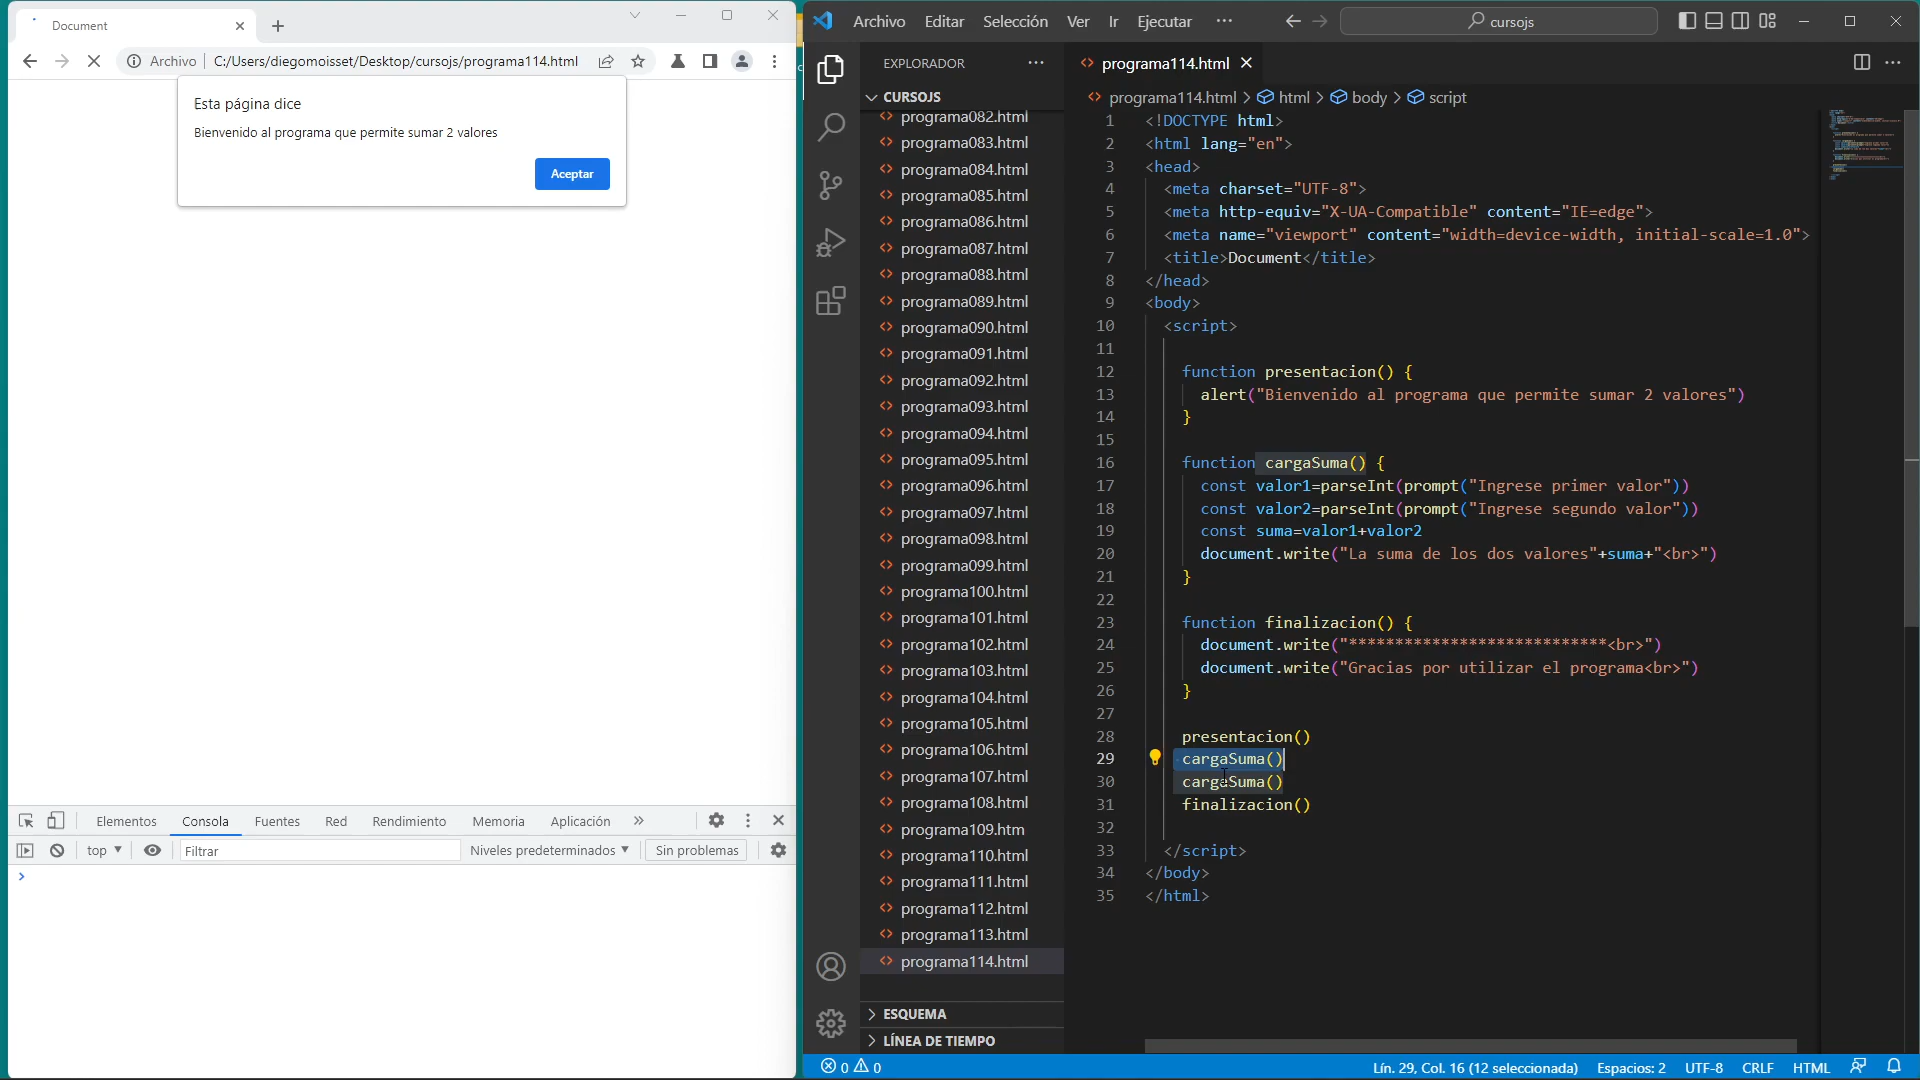 Document
Archivo C:/Users/diegomoisset/Desktop/cursojs/programa114.html
Esta página dice
Bienvenido al programa que permite sumar 2 valores
Aceptar
Elementos Consola Fuentes Red Rendimiento Memoria Aplicación »
top Filtrar Niveles predeterminados Sin problemas
Archivo Editar Selección Ver Ir Ejecutar ··· cursojs
EXPLORADOR ···
CURSOJS
programa082.html
programa083.html
programa084.html
programa085.html
programa086.html
programa087.html
programa088.html
programa089.html
programa090.html
programa091.html
programa092.html
programa093.html
programa094.html
programa095.html
programa096.html
programa097.html
programa098.html
programa099.html
programa100.html
programa101.html
programa102.html
programa103.html
programa104.html
programa105.html
programa106.html
programa107.html
programa108.html
programa109.htm
programa110.html
programa111.html
programa112.html
programa113.html
programa114.html
ESQUEMA
LÍNEA DE TIEMPO
programa114.html
programa114.html > html > body > script
1 <!DOCTYPE html>
2 <html lang="en">
3 <head>
4 <meta charset="UTF-8">
5 <meta http-equiv="X-UA-Compatible" content="IE=edge">
6 <meta name="viewport" content="width=device-width, initial-scale=1.0">
7 <title>Document</title>
8 </head>
9 <body>
10 <script>
11
12 function presentacion() {
13 alert("Bienvenido al programa que permite sumar 2 valores")
14 }
15
16 function cargaSuma() {
17 const valor1=parseInt(prompt("Ingrese primer valor"))
18 const valor2=parseInt(prompt("Ingrese segundo valor"))
19 const suma=valor1+valor2
20 document.write("La suma de los dos valores"+suma+"<br>")
21 }
22
23 function finalizacion() {
24 document.write("****************************<br>")
25 document.write("Gracias por utilizar el programa<br>")
26 }
27
28 presentacion()
29 cargaSuma()
30 cargaSuma()
31 finalizacion()
32
33 </script>
34 </body>
35 </html>
0 0 Lín. 29, Col. 16 (12 seleccionada) Espacios: 2 UTF-8 CRLF HTML